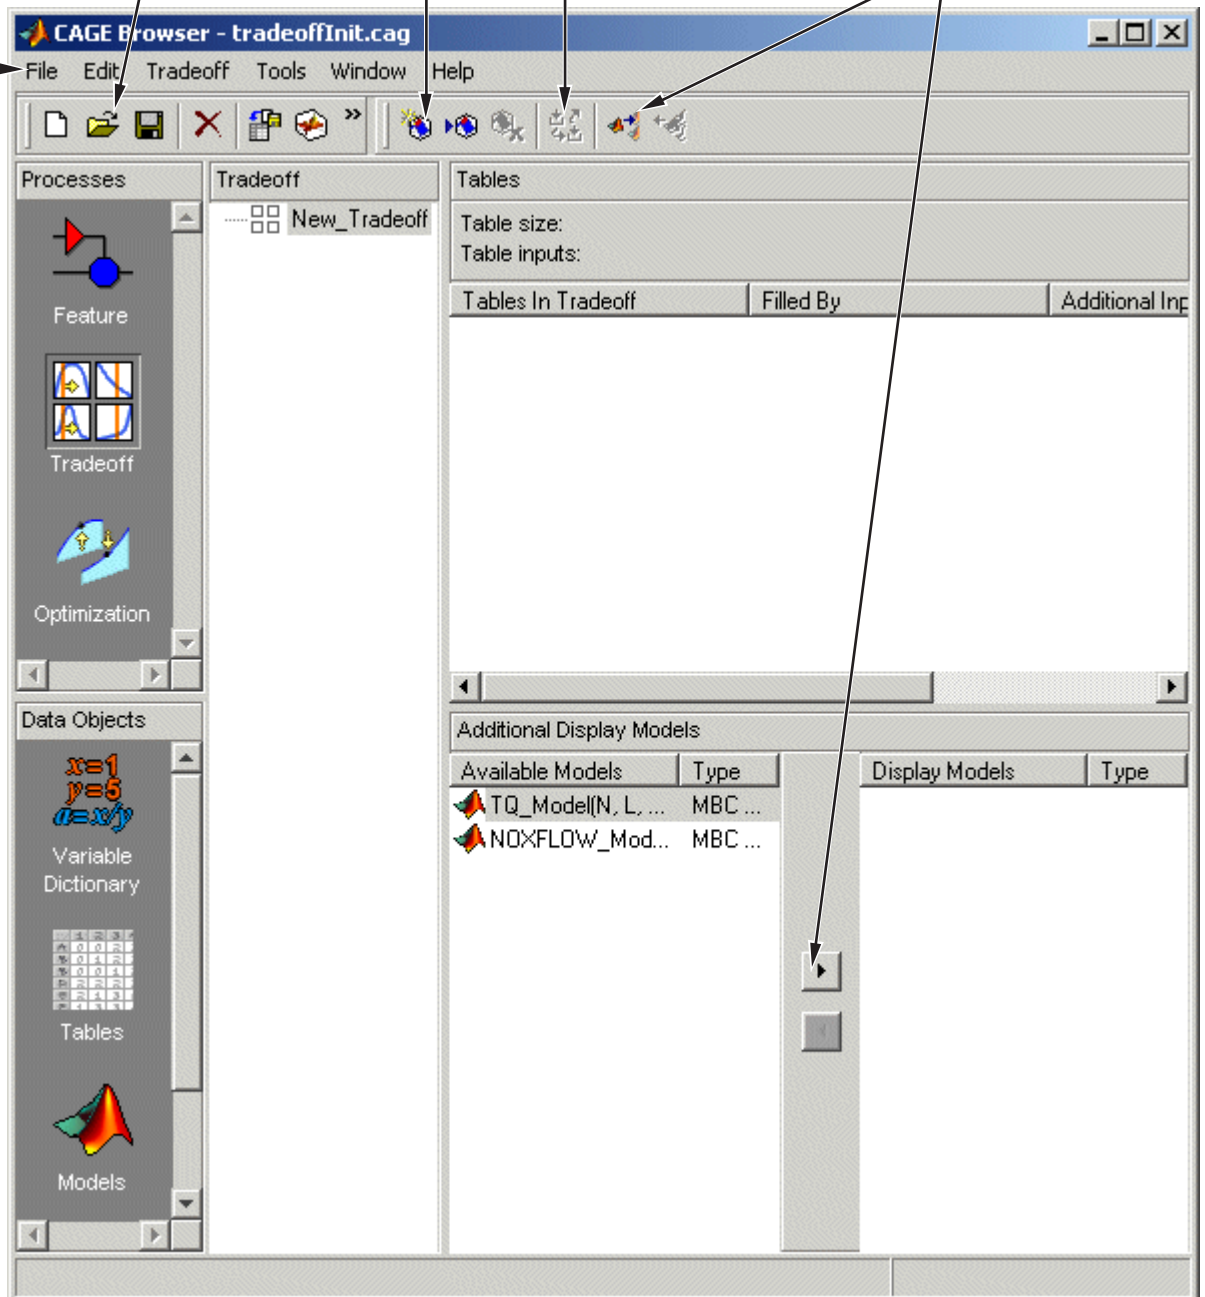 CAGE Browser - tradeoffInit.cag
File Edit Tradeoff Tools Window Help
Processes
Feature
Tradeoff
Optimization
Data Objects
x=1
y=5
a=x/y
Variable
Dictionary
Tables
Models
Tradeoff
New_Tradeoff
Tables
Table size:
Table inputs:
Tables In Tradeoff Filled By Additional Inp
Additional Display Models
Available Models Type
TQ_Model(N, L, ... MBC ...
NOXFLOW_Mod... MBC ...
Display Models Type